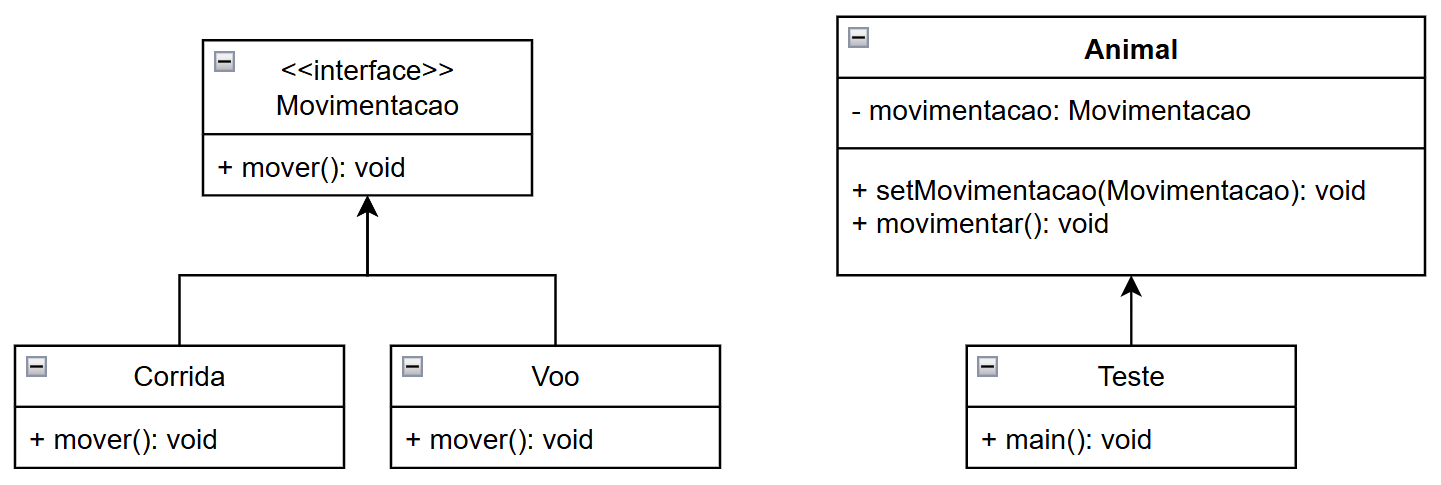 <<interface>>
Movimentacao
+ mover(): void
Corrida
+ mover(): void
Voo
+ mover(): void
Animal
- movimentacao: Movimentacao
+ setMovimentacao(Movimentacao): void
+ movimentar(): void
Teste
+ main(): void